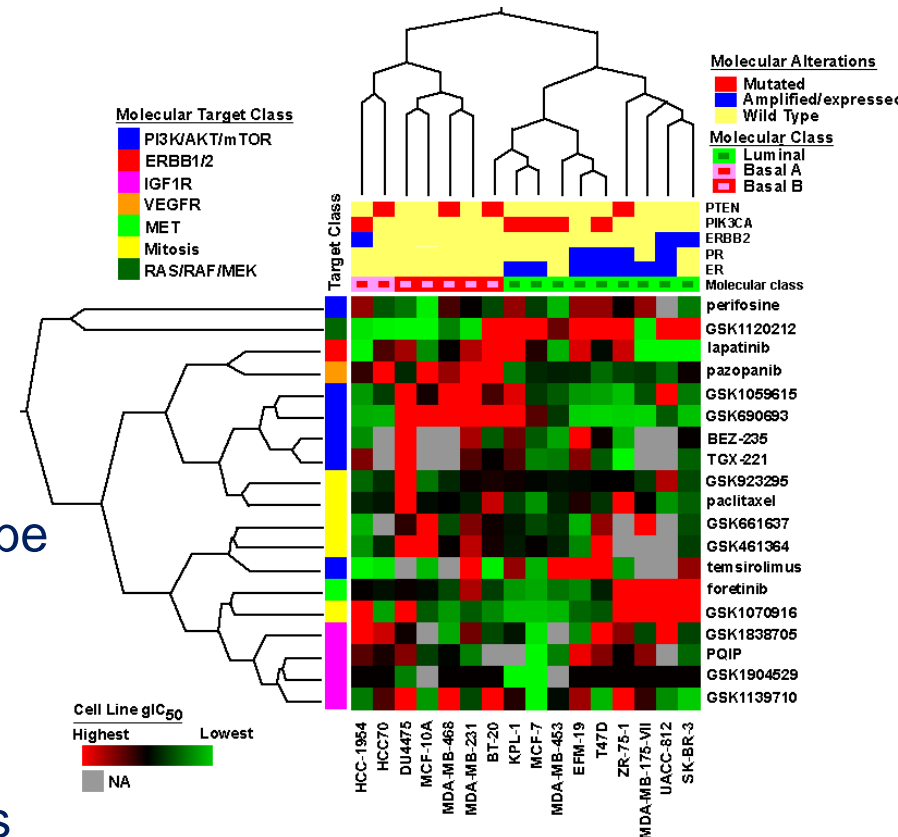 Molecular Alterations
Mutated
Amplified/expressed
Wild Type
Molecular Class
Luminal
Basal A
Basal B
Molecular Target Class
PI3K/AKT/mTOR
ERBB1/2
IGF1R
VEGFR
MET
Mitosis
RAS/RAF/MEK
Target Class
PTEN
PIK3CA
ERBB2
PR
ER
Molecular class
perifosine
GSK1120212
lapatinib
pazopanib
GSK1059615
GSK690693
BEZ-235
TGX-221
GSK923295
paclitaxel
GSK661637
GSK461364
temsirolimus
foretinib
GSK1070916
GSK1838705
PQIP
GSK1904529
GSK1139710
pe
s
Cell Line gIC50
Highest Lowest
NA
HCC-1954
HCC70
DU4475
MCF-10A
MDA-MB-468
MDA-MB-231
BT-20
KPL-1
MCF-7
MDA-MB-453
EFM-19
T47D
ZR-75-1
MDA-MB-175-VII
UACC-812
SK-BR-3